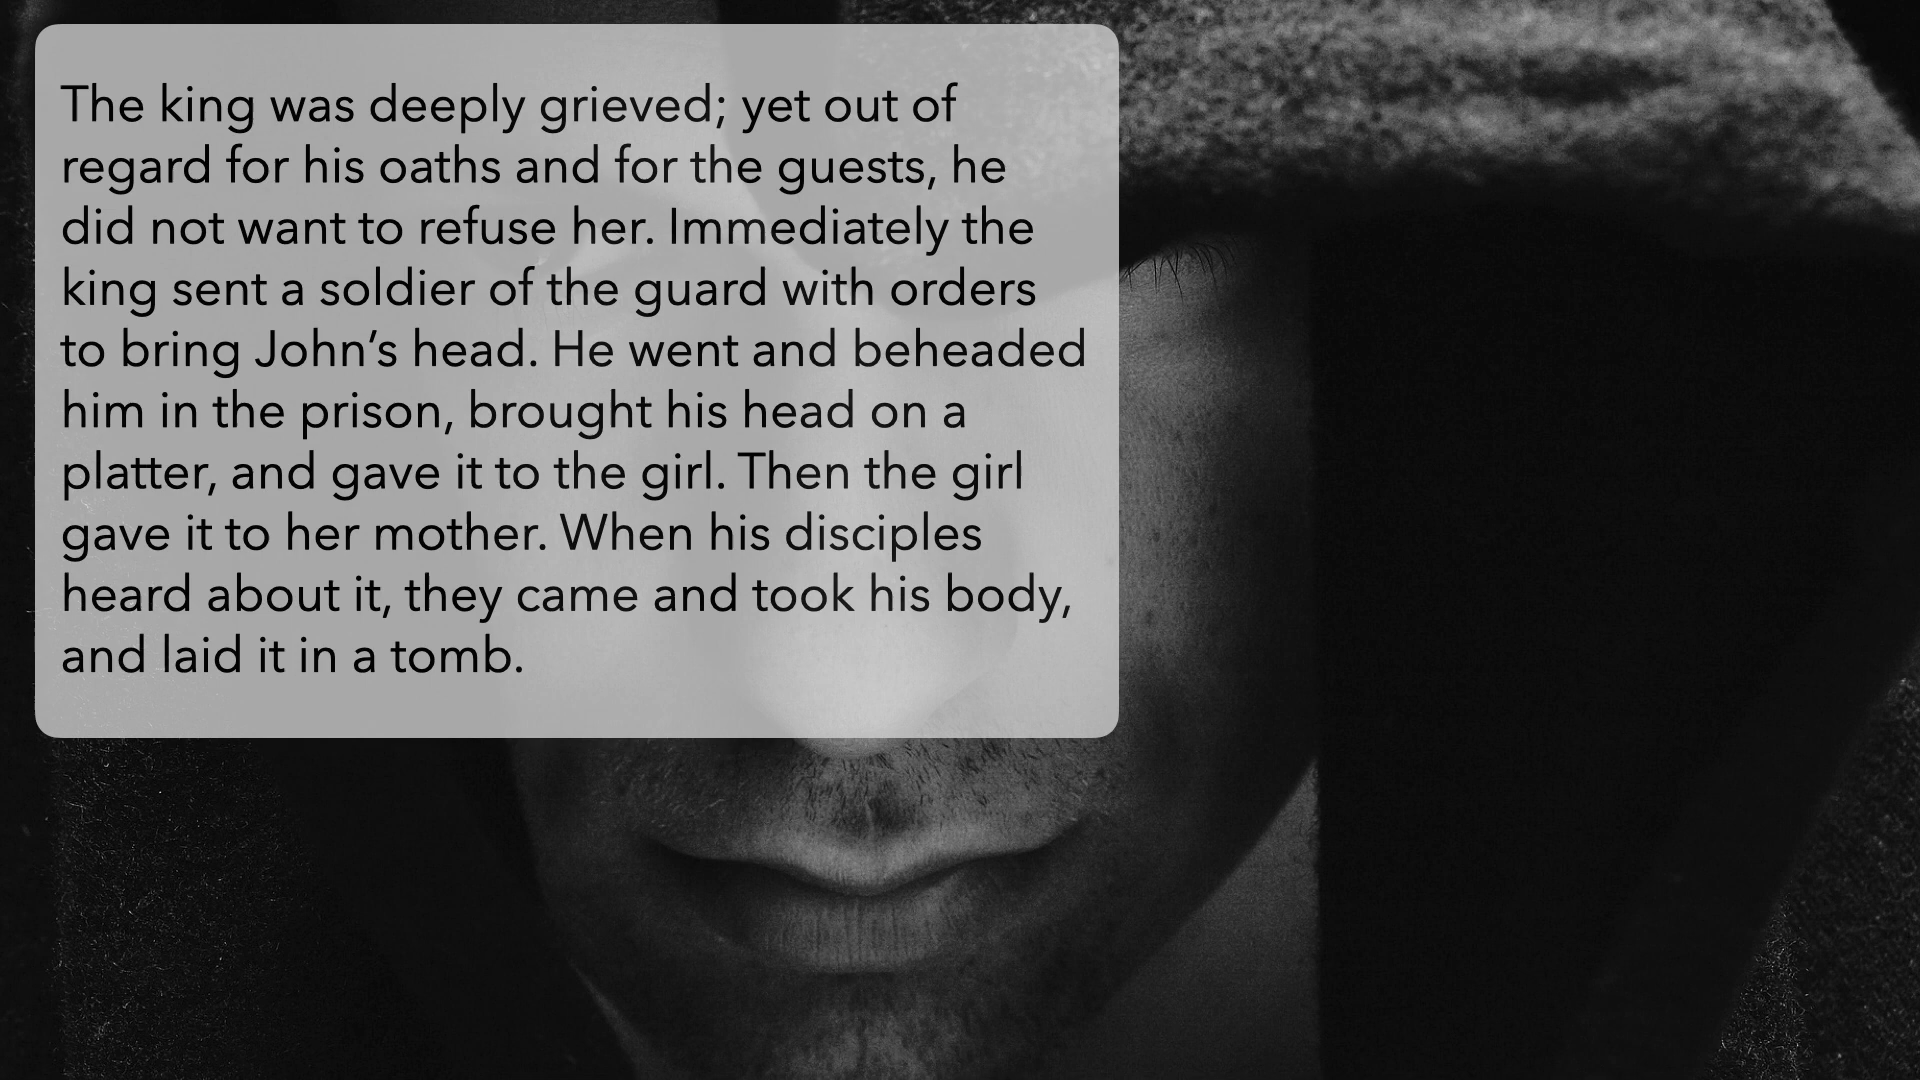 The king was deeply grieved; yet out of
regard for his oaths and for the guests, he
did not want to refuse her. Immediately the
king sent a soldier of the guard with orders
to bring John’s head. He went and beheaded
him in the prison, brought his head on a
platter, and gave it to the girl. Then the girl
gave it to her mother. When his disciples
heard about it, they came and took his body,
and laid it in a tomb.